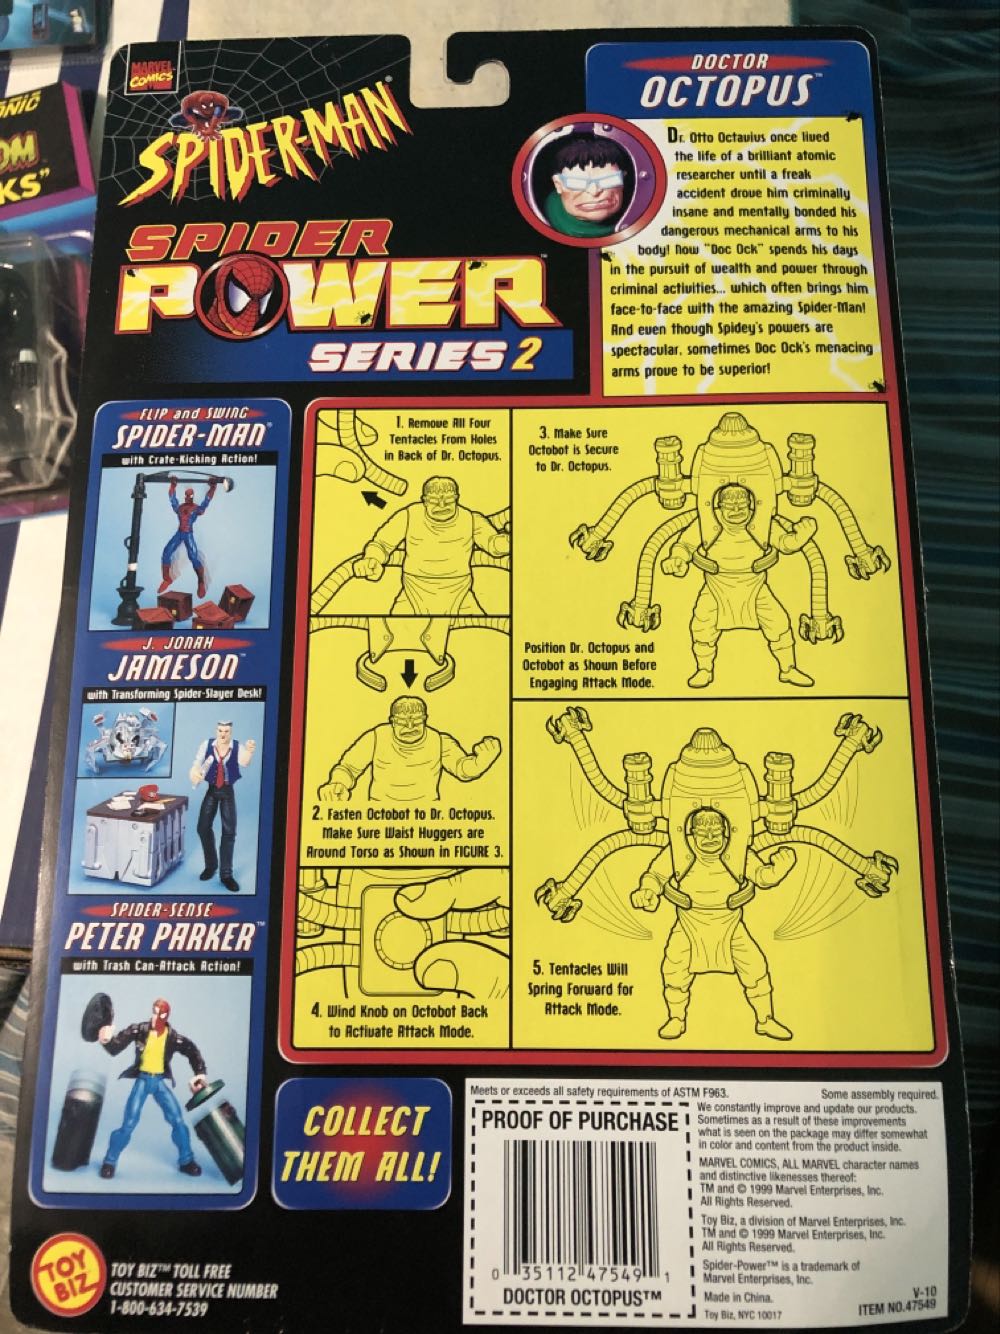 MARVEL
COMICS
SPIDER-MAN®
SPIDER
POWER™
SERIES 2
DOCTOR
OCTOPUS™
Dr. Otto Octavius once lived
the life of a brilliant atomic
researcher until a freak
accident drove him criminally
insane and mentally bonded his
dangerous mechanical arms to his
body! Now "Doc Ock" spends his days
in the pursuit of wealth and power through
criminal activities... which often brings him
face-to-face with the amazing Spider-Man!
And even though Spidey's powers are
spectacular, sometimes Doc Ock's menacing
arms prove to be superior!
FLIP and SWING
SPIDER-MAN®
with Crate-Kicking Action!
J. JONAH
JAMESON™
with Transforming Spider-Slayer Desk!
SPIDER-SENSE
PETER PARKER™
with Trash Can-Attack Action!
1. Remove All Four
Tentacles From Holes
in Back of Dr. Octopus.
2. Fasten Octobot to Dr. Octopus.
Make Sure Waist Huggers are
Around Torso as Shown in FIGURE 3.
3. Make Sure
Octobot is Secure
to Dr. Octopus.
Position Dr. Octopus and
Octobot as Shown Before
Engaging Attack Mode.
4. Wind Knob on Octobot Back
to Activate Attack Mode.
5. Tentacles Will
Spring Forward for
Attack Mode.
COLLECT
THEM ALL!
TOY
BIZ
TOY BIZ™ TOLL FREE
CUSTOMER SERVICE NUMBER
1-800-634-7539
Meets or exceeds all safety requirements of ASTM F963.
Some assembly required.
PROOF OF PURCHASE
0 35112 47549 1
DOCTOR OCTOPUS™
We constantly improve and update our products.
Sometimes as a result of these improvements
what is seen on the package may differ somewhat
in color and content from the product inside.
MARVEL COMICS, ALL MARVEL character names
and distinctive likenesses thereof:
TM and © 1999 Marvel Enterprises, Inc.
All Rights Reserved.
Toy Biz, a division of Marvel Enterprises, Inc.
TM and © 1999 Marvel Enterprises, Inc.
All Rights Reserved.
Spider-Power™ is a trademark of
Marvel Enterprises, Inc.
Made in China.
Toy Biz, NYC 10017
V-10
ITEM NO.47549
ONIC
OM
KS"